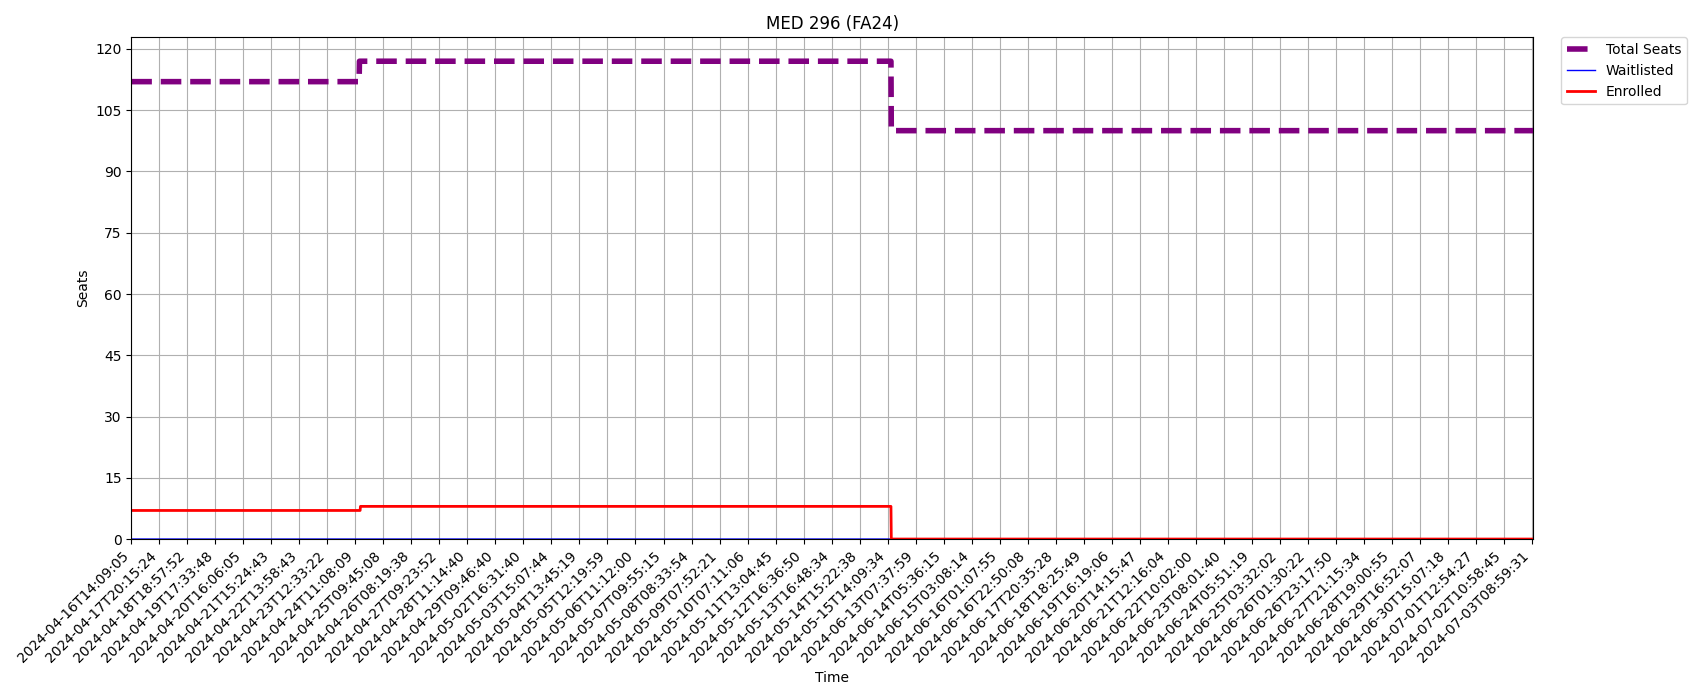 MED 296 (FA24)
Total Seats
Waitlisted
Enrolled
120
105
90
75
60
45
30
15
0
Seats
2024-04-16T14:09:05
2024-04-17T20:15:24
2024-04-18T18:57:52
2024-04-19T17:33:48
2024-04-20T16:06:05
2024-04-21T15:24:43
2024-04-22T13:58:43
2024-04-23T12:33:22
2024-04-24T11:08:09
2024-04-25T09:45:08
2024-04-26T08:19:38
2024-04-27T09:23:52
2024-04-28T11:14:40
2024-04-29T09:46:40
2024-05-02T16:31:40
2024-05-03T15:07:44
2024-05-04T13:45:19
2024-05-05T12:19:59
2024-05-06T11:12:00
2024-05-07T09:55:15
2024-05-08T08:33:54
2024-05-09T07:52:21
2024-05-10T07:11:06
2024-05-11T13:04:45
2024-05-12T16:36:50
2024-05-13T16:48:34
2024-05-14T15:22:38
2024-05-15T14:09:34
2024-06-13T07:37:59
2024-06-14T05:36:15
2024-06-15T03:08:14
2024-06-16T01:07:55
2024-06-16T22:50:08
2024-06-17T20:35:28
2024-06-18T18:25:49
2024-06-19T16:19:06
2024-06-20T14:15:47
2024-06-21T12:16:04
2024-06-22T10:02:00
2024-06-23T08:01:40
2024-06-24T05:51:19
2024-06-25T03:32:02
2024-06-26T01:30:22
2024-06-26T23:17:50
2024-06-27T21:15:34
2024-06-28T19:00:55
2024-06-29T16:52:07
2024-06-30T15:07:18
2024-07-01T12:54:27
2024-07-02T10:58:45
2024-07-03T08:59:31
Time